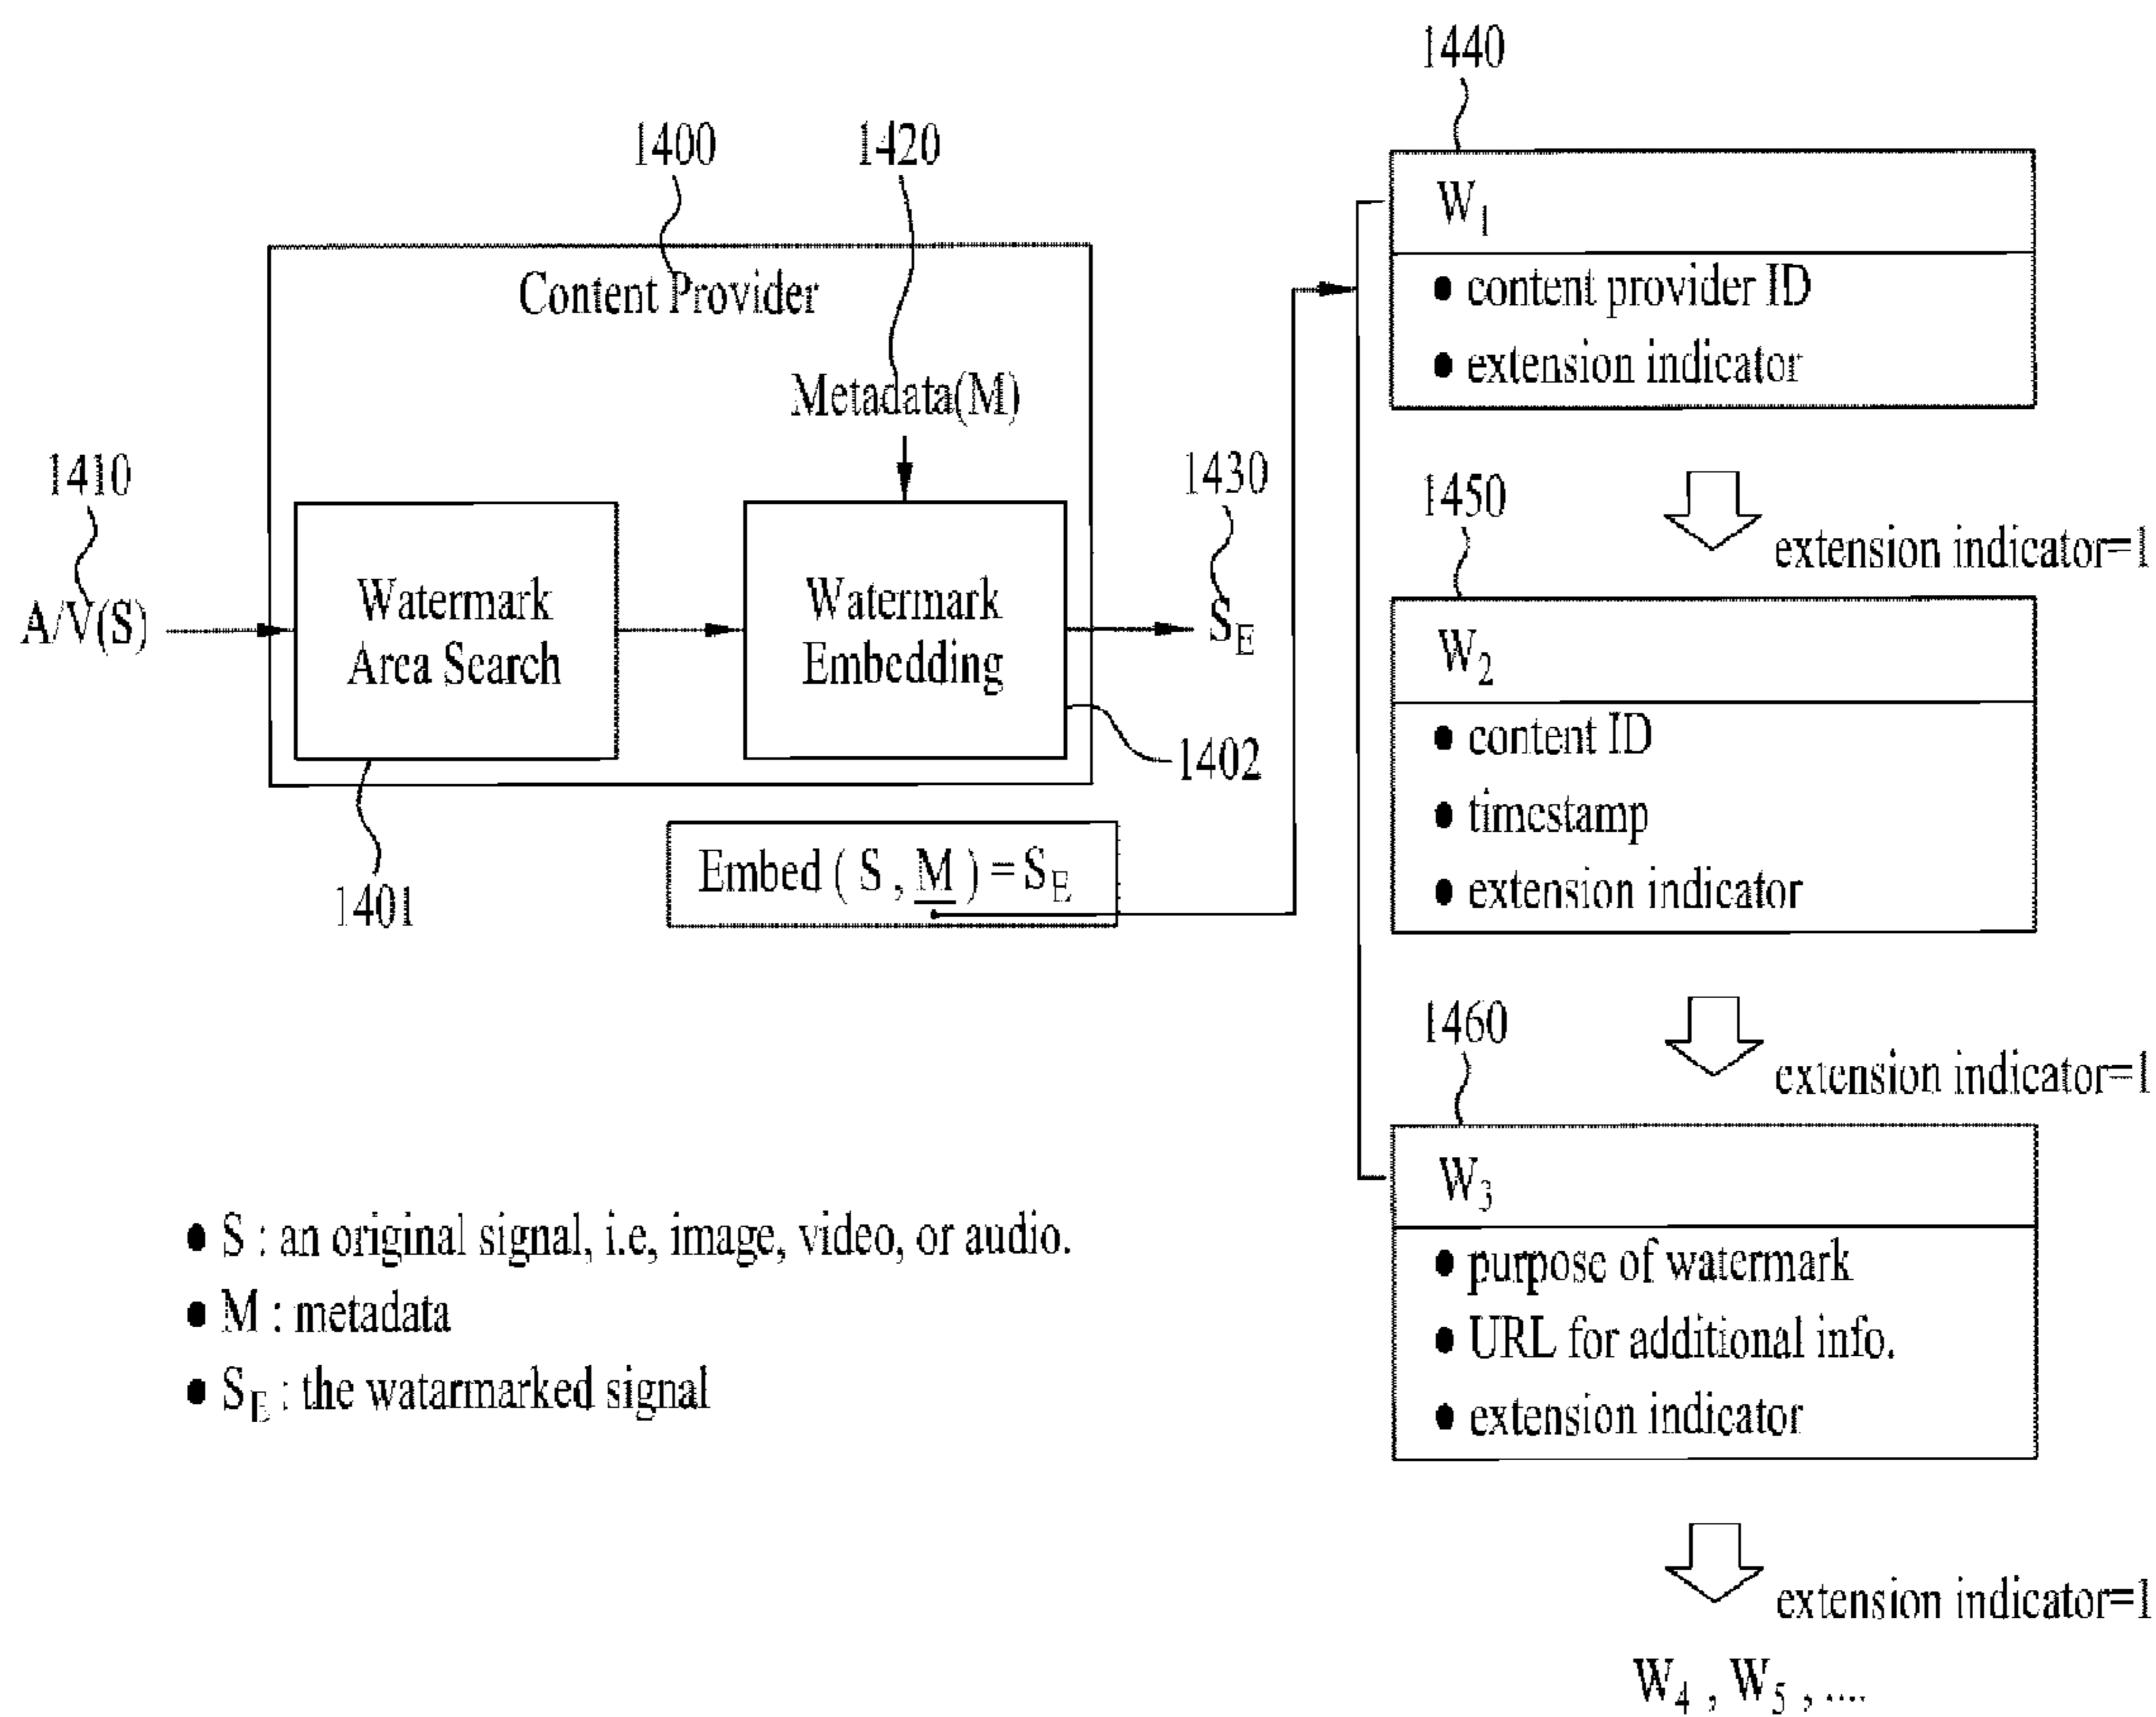 1440
1400
1420
W1
Content Provider
content provider ID
extension indicator
Metadata(M)
1410
1430
1450
extension indicator=1
A/V(S)
Watermark
Area Search
Watermark
Embedding
SE
W2
content ID
timestamp
extension indicator
1402
Embed ( S , M ) = SE
1401
1460
extension indicator=1
W3
purpose of watermark
URL for additional info.
extension indicator
• S : an original signal, i.e, image, video, or audio.
• M : metadata
• SE : the watarmarked signal
extension indicator=1
W4 , W5 , ....